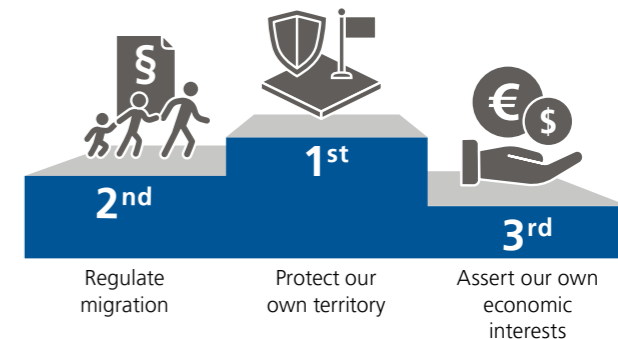 §
€
$
1st
2nd
3rd
Regulate
migration
Protect our
own territory
Assert our own
economic
interests